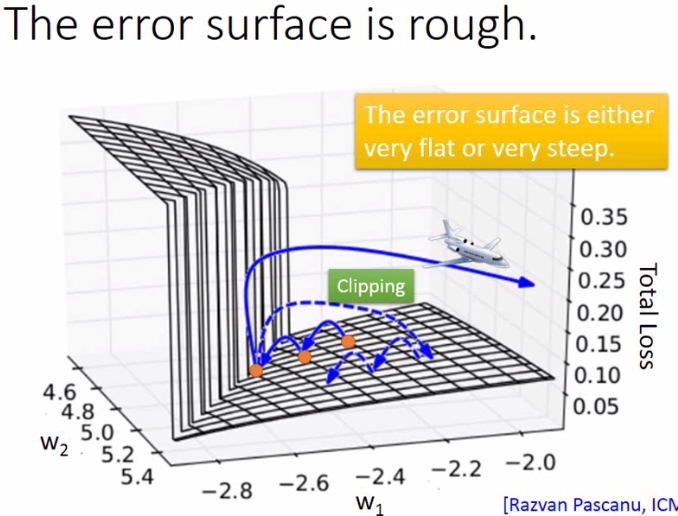 The error surface is rough.
The error surface is either
very flat or very steep.
Clipping
0.35
0.30
0.25
0.20
0.15
0.10
0.05
Total Loss
4.6
4.8
5.0
5.2
5.4
w2
−2.8
−2.6
−2.4
−2.2
−2.0
w1
[Razvan Pascanu,